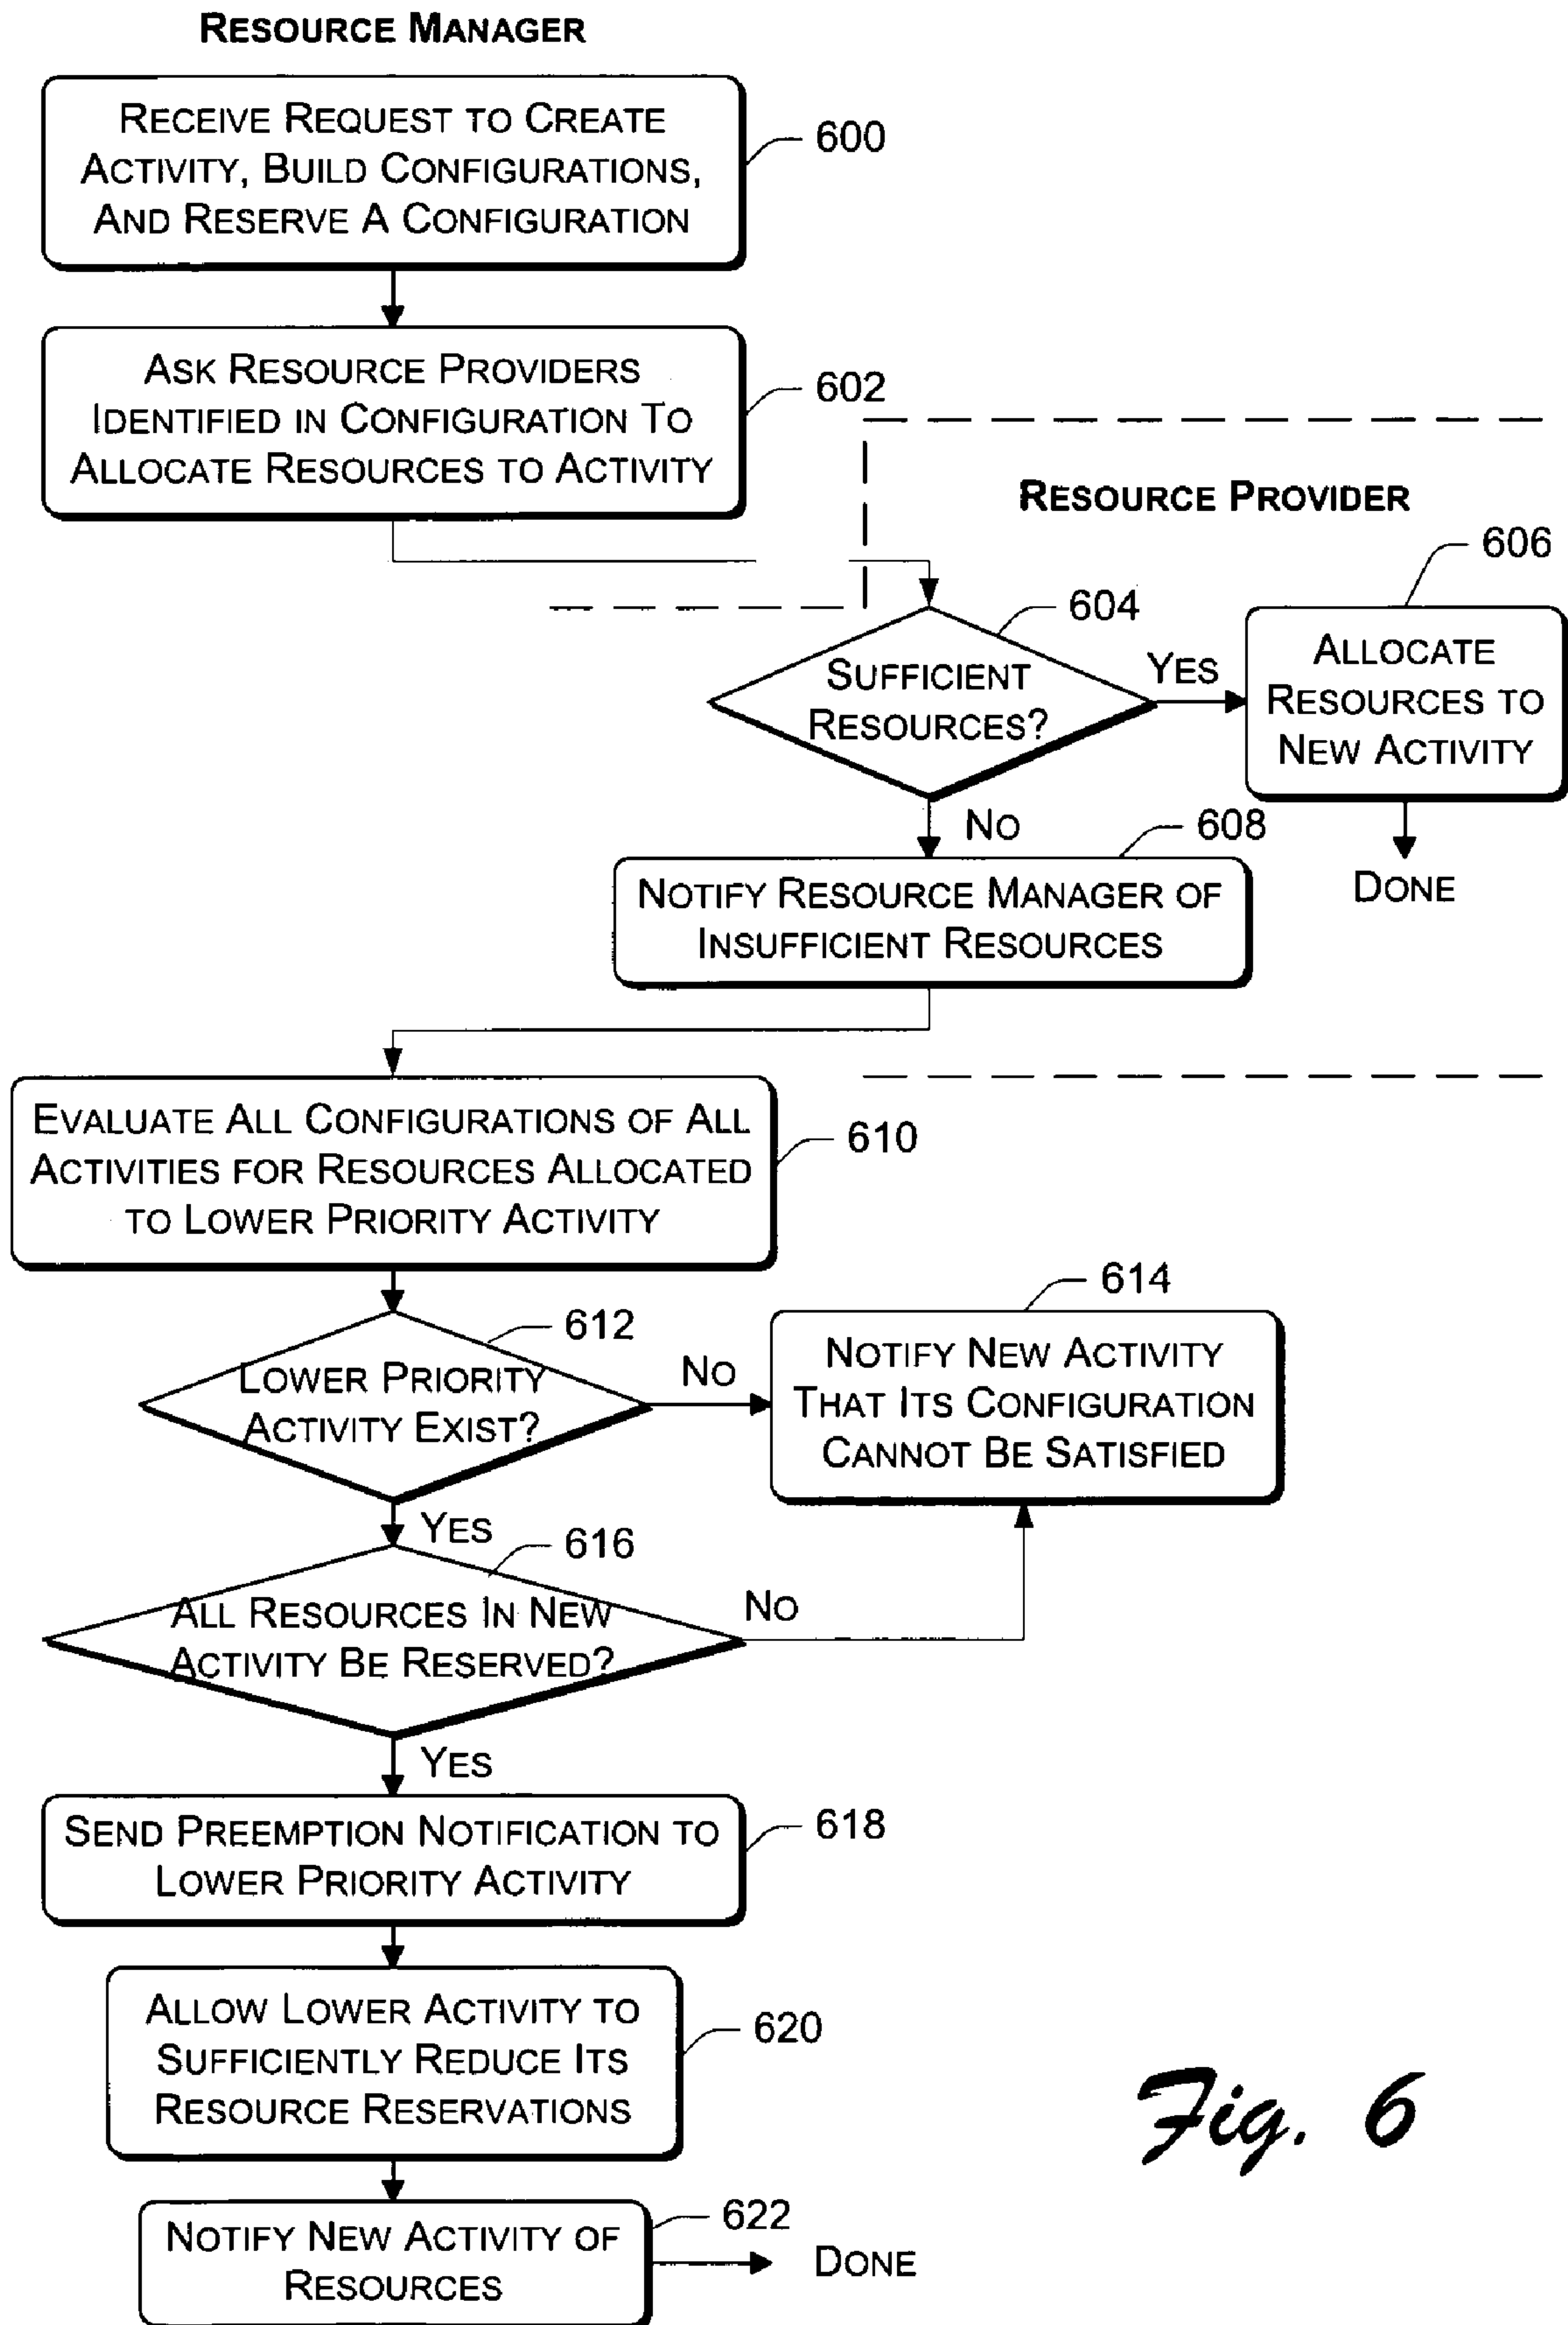 RESOURCE MANAGER
RECEIVE REQUEST TO CREATE
ACTIVITY, BUILD CONFIGURATIONS,
AND RESERVE A CONFIGURATION
600
ASK RESOURCE PROVIDERS
IDENTIFIED IN CONFIGURATION TO
ALLOCATE RESOURCES TO ACTIVITY
602
RESOURCE PROVIDER
606
604
SUFFICIENT
RESOURCES?
YES
ALLOCATE
RESOURCES TO
NEW ACTIVITY
NO
608
DONE
NOTIFY RESOURCE MANAGER OF
INSUFFICIENT RESOURCES
EVALUATE ALL CONFIGURATIONS OF ALL
ACTIVITIES FOR RESOURCES ALLOCATED
TO LOWER PRIORITY ACTIVITY
610
614
612
LOWER PRIORITY
ACTIVITY EXIST?
NO
NOTIFY NEW ACTIVITY
THAT ITS CONFIGURATION
CANNOT BE SATISFIED
YES
616
ALL RESOURCES IN NEW
ACTIVITY BE RESERVED?
NO
YES
SEND PREEMPTION NOTIFICATION TO
LOWER PRIORITY ACTIVITY
618
ALLOW LOWER ACTIVITY TO
SUFFICIENTLY REDUCE ITS
RESOURCE RESERVATIONS
620
NOTIFY NEW ACTIVITY OF
RESOURCES
622
DONE
Fig. 6